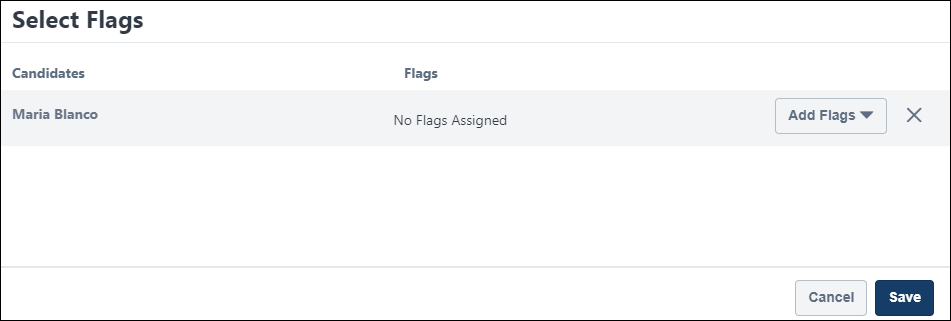 Select Flags
Candidates Flags
Maria Blanco No Flags Assigned Add Flags
Cancel Save